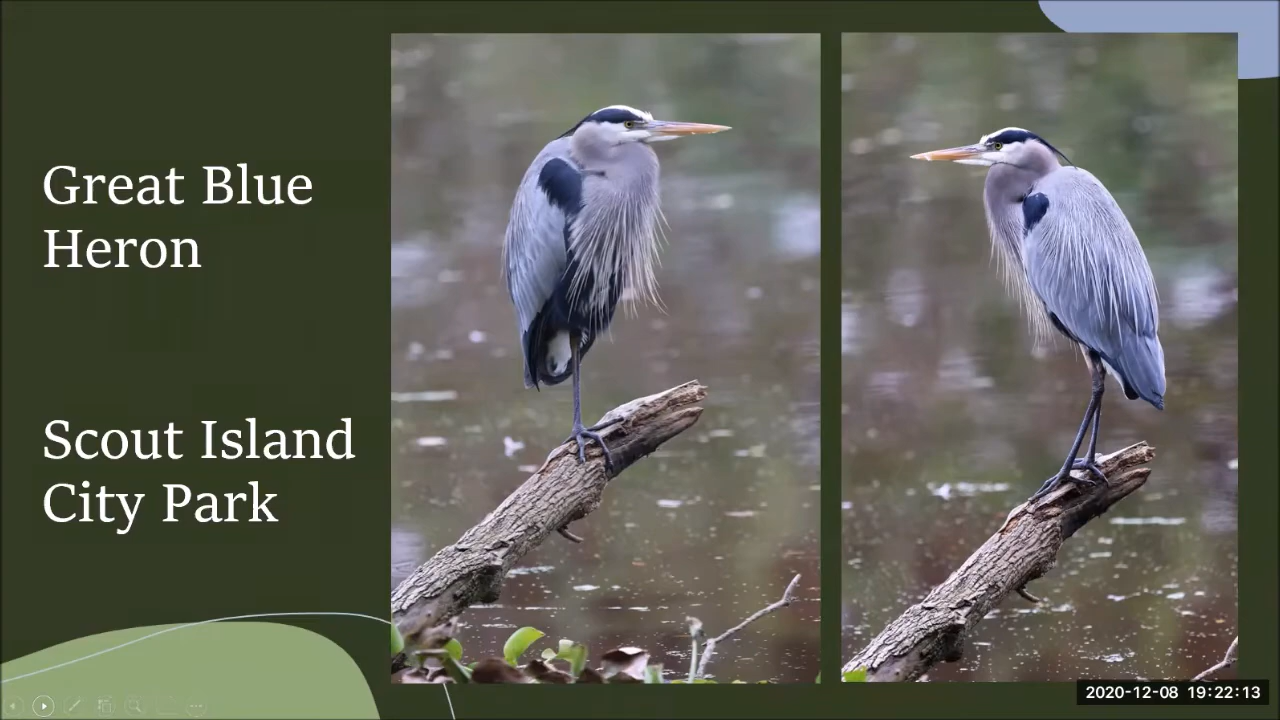 Great Blue
Heron
Scout Island
City Park
2020-12-08 19:22:13